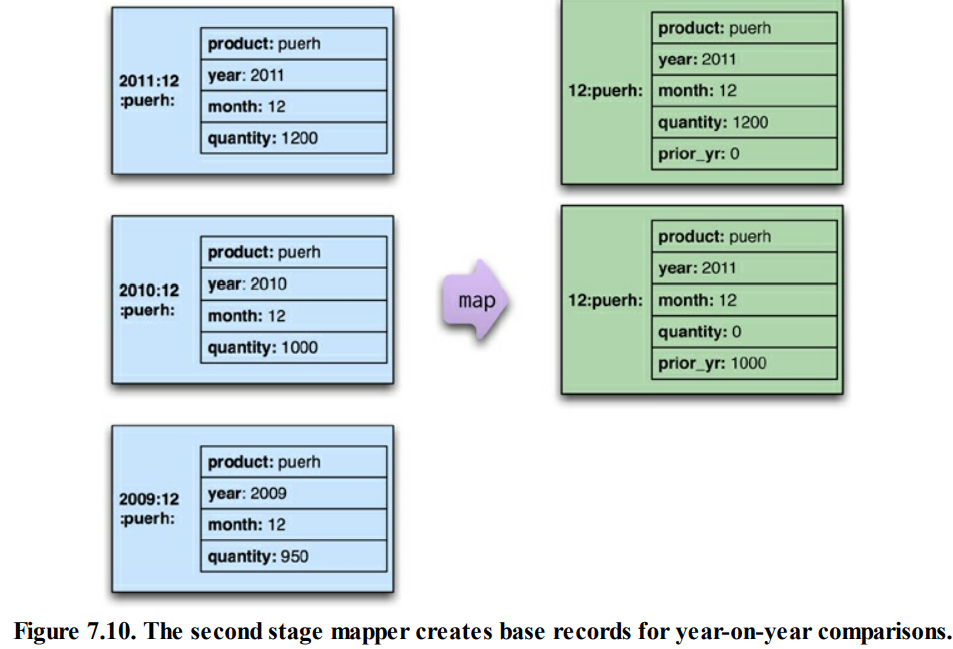 2011:12
:puerh:
product: puerh
year: 2011
month: 12
quantity: 1200
2010:12
:puerh:
product: puerh
year: 2010
month: 12
quantity: 1000
2009:12
:puerh:
product: puerh
year: 2009
month: 12
quantity: 950
map
12:puerh:
product: puerh
year: 2011
month: 12
quantity: 1200
prior_yr: 0
12:puerh:
product: puerh
year: 2011
month: 12
quantity: 0
prior_yr: 1000
Figure 7.10. The second stage mapper creates base records for year-on-year comparisons.